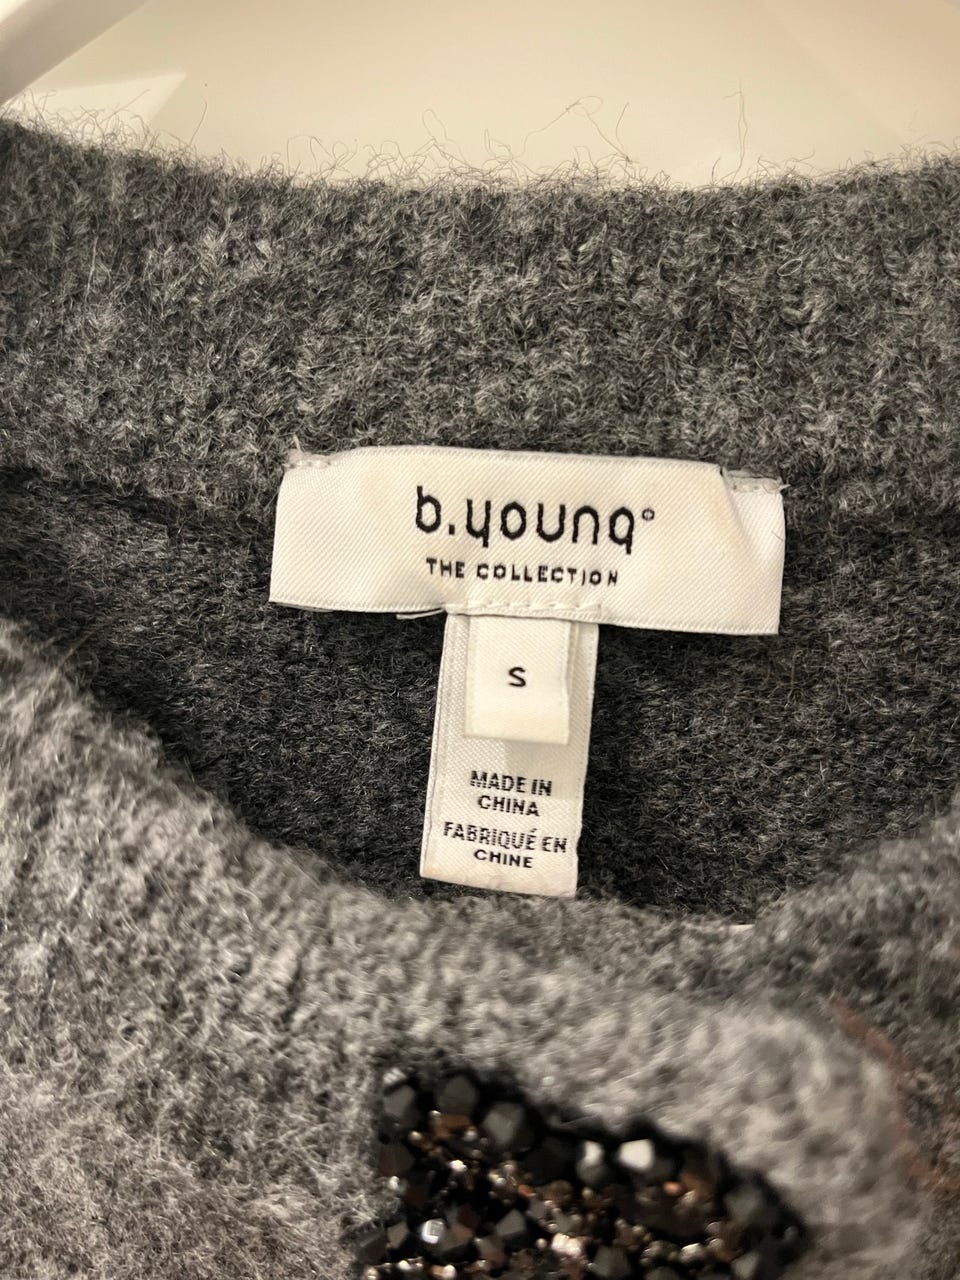 b.young®
THE COLLECTION
S
MADE IN
CHINA
FABRIQUÉ EN
CHINE